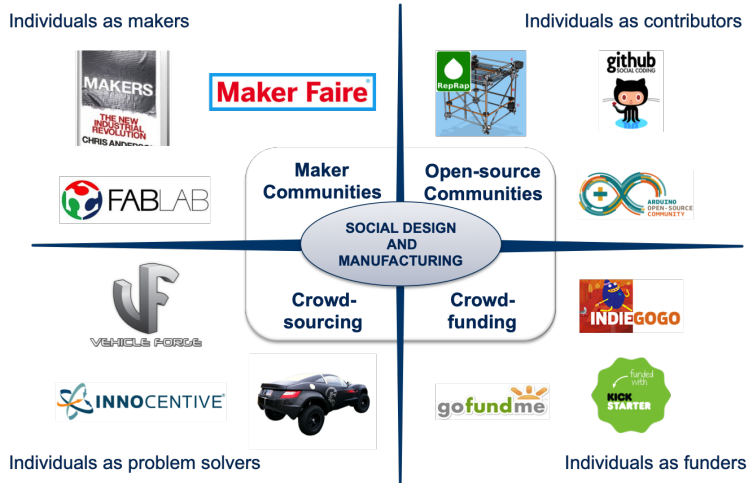 Individuals as makers
Individuals as contributors
MAKERS
THE NEW
INDUSTRIAL
REVOLUTION
CHRIS ANDERSON
Maker Faire®
RepRap
github
SOCIAL CODING
FABLAB
Maker
Communities
Open-source
Communities
ARDUINO
OPEN-SOURCE
COMMUNITY
SOCIAL DESIGN
AND
MANUFACTURING
VEHICLE FORGE
Crowd-
sourcing
Crowd-
funding
INDIEGOGO
INNOCENTIVE®
gofundme
funded
with
KICK
STARTER
Individuals as problem solvers
Individuals as funders